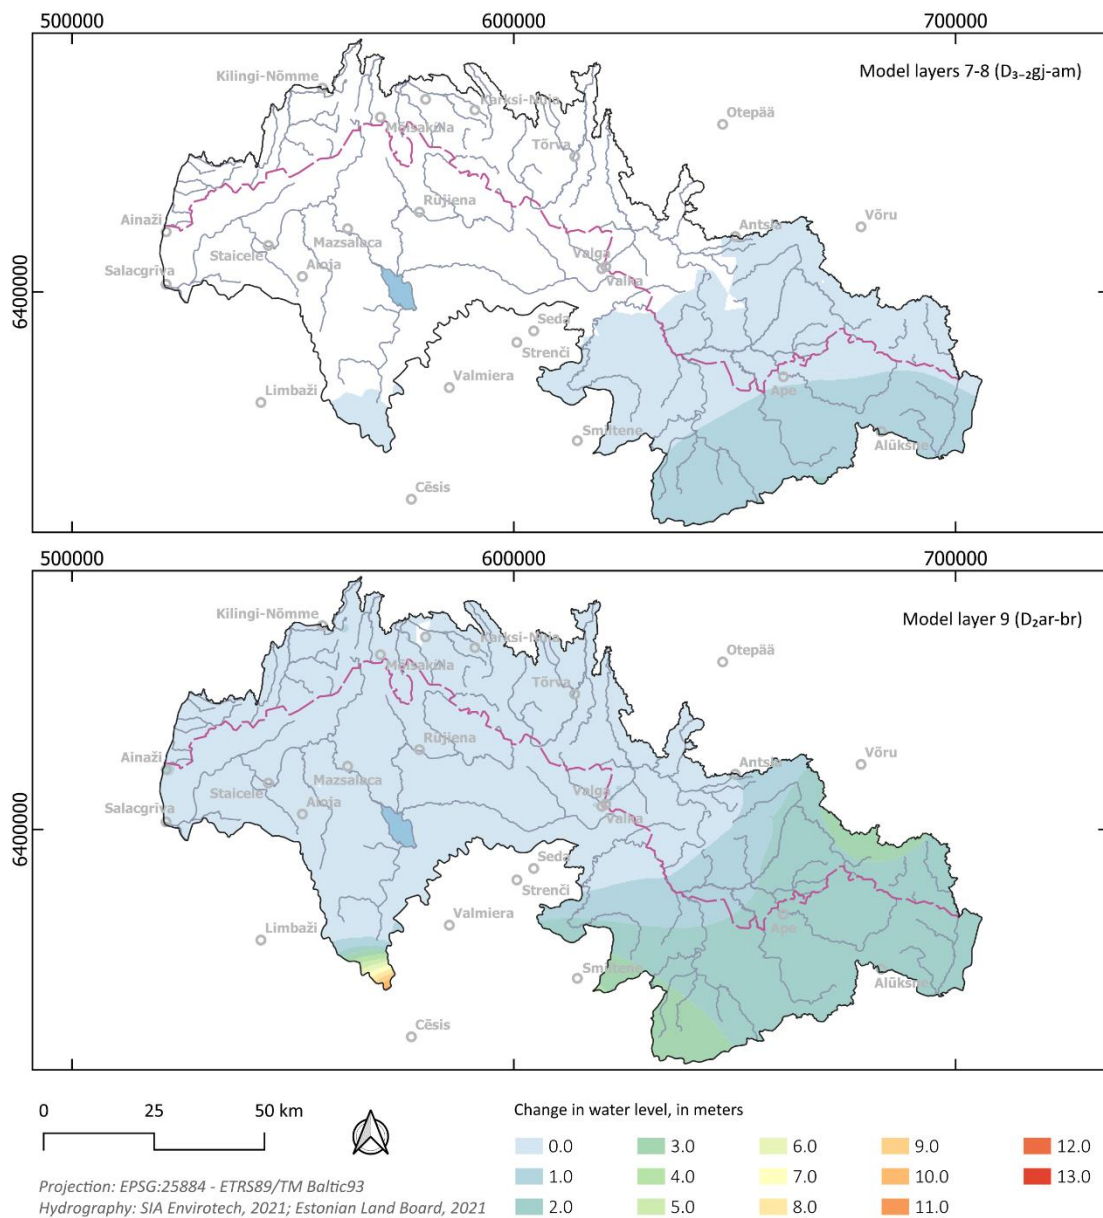 500000 600000 700000
Model layers 7-8 (D₃₋₂gj-am)
Kilingi-Nõmme
Karksi-Nuia
Otepää
Mõisaküla
Tõrva
Rūjiena
Ainaži
Antsla
Võru
Mazsalaca
Staicele
Valga
Salacgrīva
Aloja
Valka
6400000
Seda
Strenči
Ape
Limbaži
Valmiera
Smiltene
Alūksne
Cēsis
500000 600000 700000
Model layer 9 (D₂ar-br)
Kilingi-Nõmme
Karksi-Nuia
Otepää
Mõisaküla
Tõrva
Rūjiena
Ainaži
Antsla
Võru
Mazsalaca
Staicele
Valga
Salacgrīva
Aloja
Valka
6400000
Seda
Strenči
Ape
Limbaži
Valmiera
Smiltene
Alūksne
Cēsis
0 25 50 km
Projection: EPSG:25884 - ETRS89/TM Baltic93
Hydrography: SIA Envirotech, 2021; Estonian Land Board, 2021
Change in water level, in meters
0.0 3.0 6.0 9.0 12.0
1.0 4.0 7.0 10.0 13.0
2.0 5.0 8.0 11.0